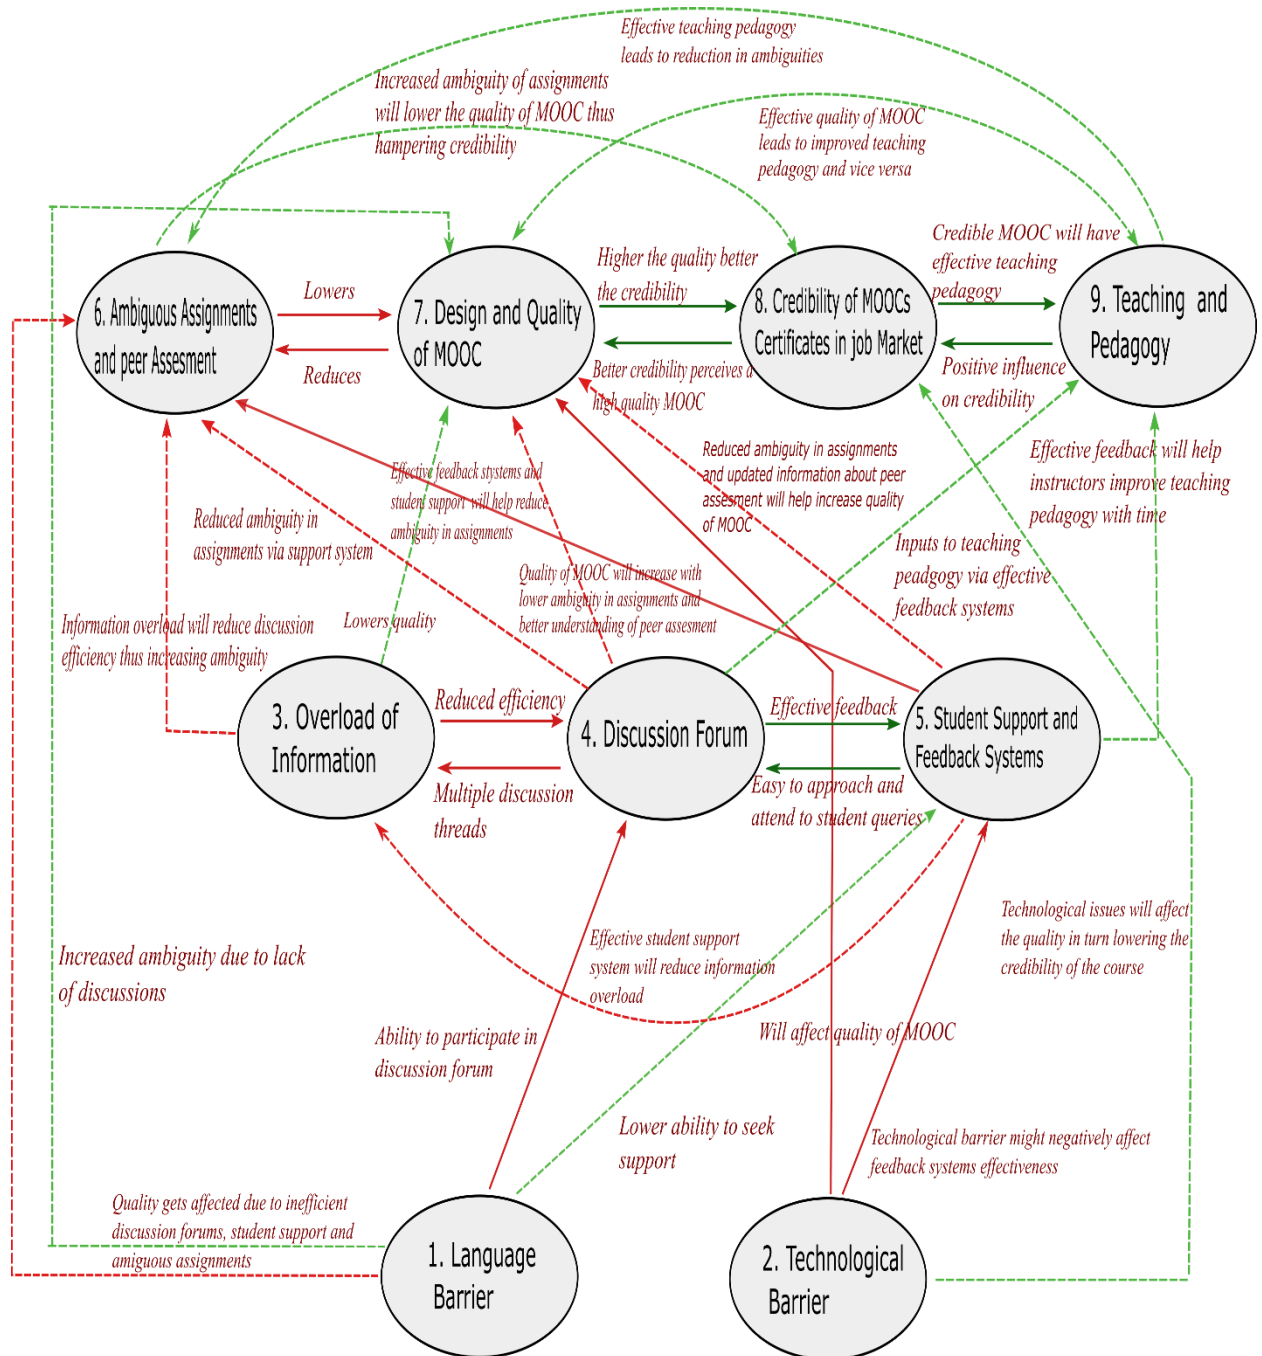 Effective teaching pedagogy
leads to reduction in ambiguities
Increased ambiguity of assignments
will lower the quality of MOOC thus
hampering credibility
Effective quality of MOOC
leads to improved teaching
pedagogy and vice versa
6. Ambiguous Assignments
and peer Assesment
Lowers
Reduces
7. Design and Quality
of MOOC
Higher the quality better
the credibility
Better credibility perceives a
high quality MOOC
8. Credibility of MOOCs
Certificates in job Market
Credible MOOC will have
effective teaching
pedagogy
Positive influence
on credibility
9. Teaching and
Pedagogy
Effective feedback stystems and
student support will help reduce
ambiguity in assignments
Reduced ambiguity in assignments
and updated information about peer
assesment will help increase quality
of MOOC
Effective feedback will help
instructors improve teaching
pedagogy with time
Reduced ambiguity in
assignments via support system
Inputs to teaching
peadgogy via effective
feedback systems
Quality of MOOC will increase with
lower ambiguity in assignments and
better understanding of peer assesment
Information overload will reduce discussion
efficiency thus increasing ambiguity
Lowers quality
3. Overload of
Information
Reduced efficiency
Multiple discussion
threads
4. Discussion Forum
Effective feedback
Easy to approach and
attend to student queries
5. Student Support and
Feedback Systems
Increased ambiguity due to lack
of discussions
Effective student support
system will reduce information
overload
Technological issues will affect
the quality in turn lowering the
credibility of the course
Ability to participate in
discussion forum
Will affect quality of MOOC
Lower ability to seek
support
Technological barrier might negatively affect
feedback systems effectiveness
Quality gets affected due to inefficient
discussion forums, student support and
amiguous assignments
1. Language
Barrier
2. Technological
Barrier